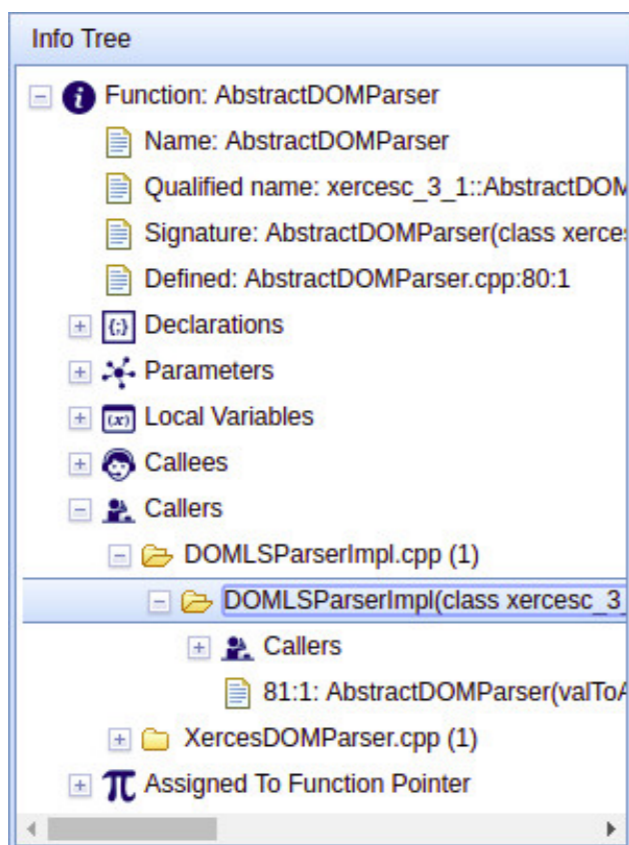 Info Tree
Function: AbstractDOMParser
Name: AbstractDOMParser
Qualified name: xercesc_3_1::AbstractDOM
Signature: AbstractDOMParser(class xerces
Defined: AbstractDOMParser.cpp:80:1
Declarations
Parameters
Local Variables
Callees
Callers
DOMLSParserImpl.cpp (1)
DOMLSParserImpl(class xercesc_3_
Callers
81:1: AbstractDOMParser(valToA
XercesDOMParser.cpp (1)
Assigned To Function Pointer